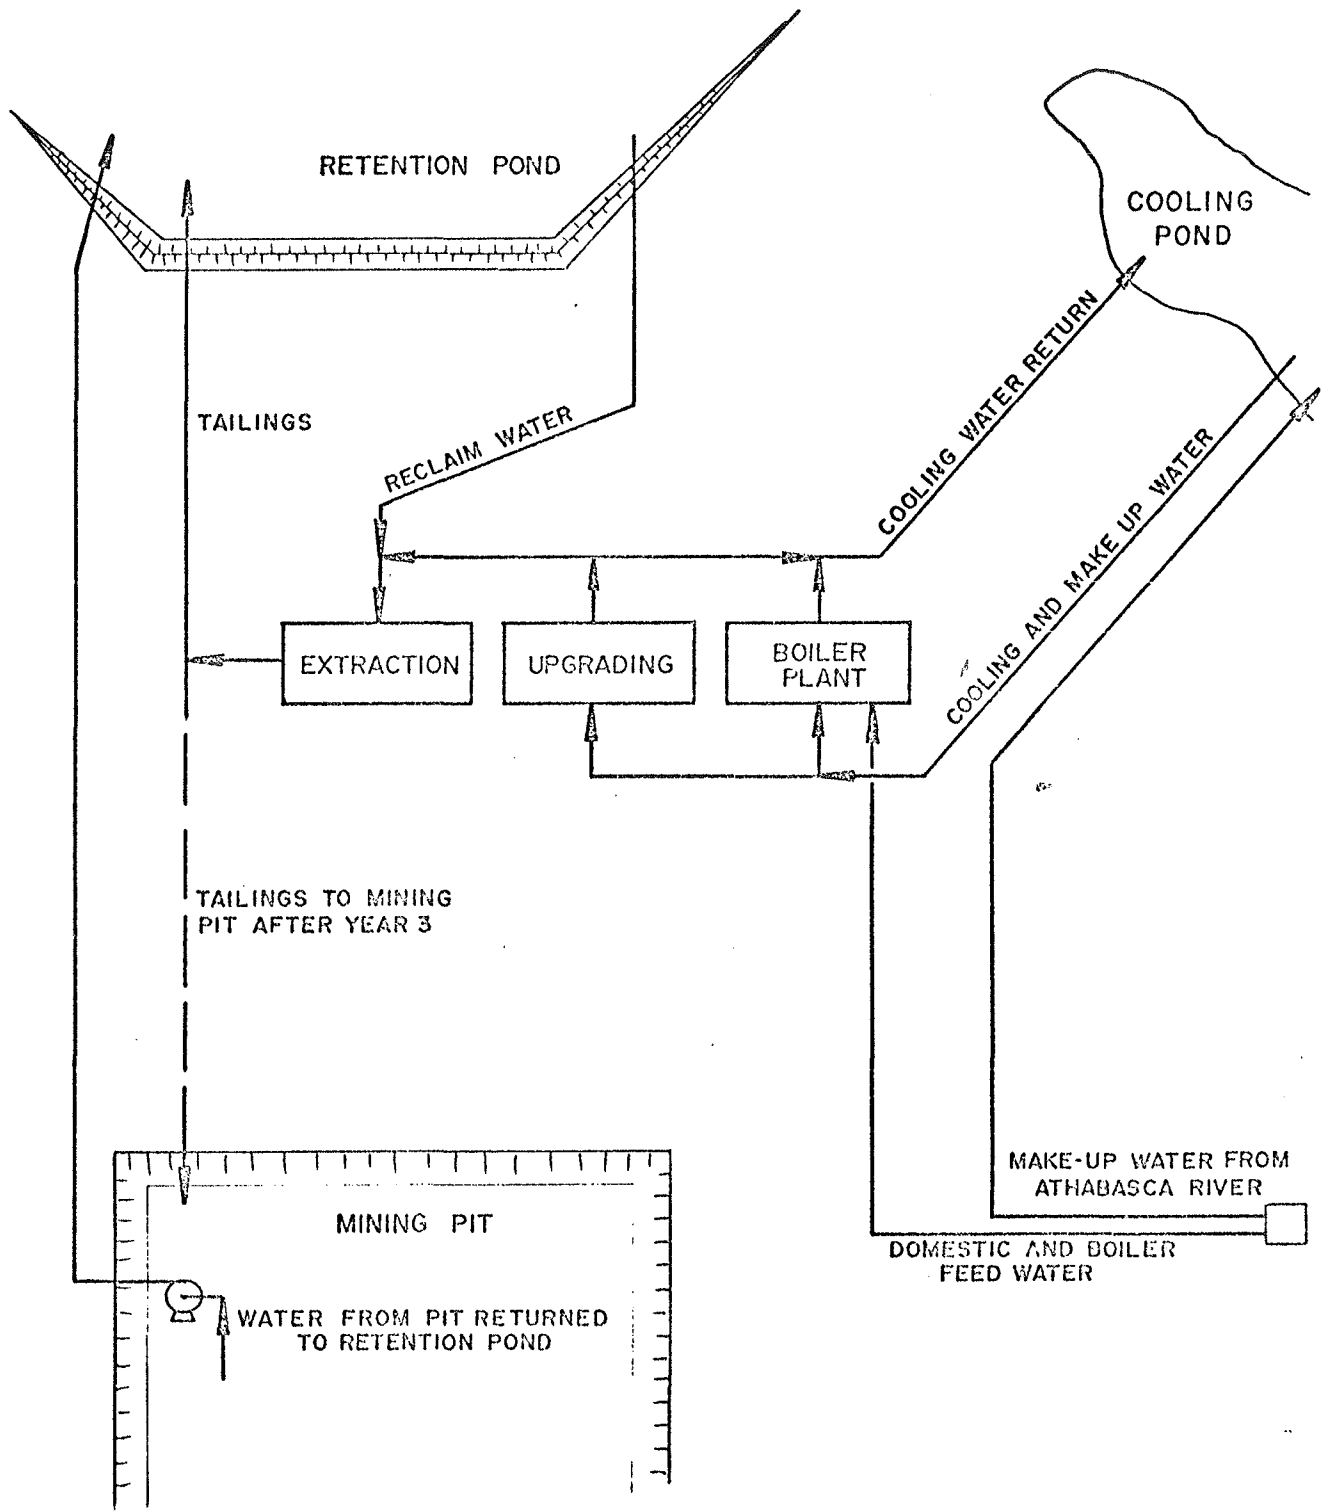 RETENTION POND
COOLING
POND
TAILINGS
RECLAIM WATER
COOLING WATER RETURN
COOLING AND MAKE UP WATER
EXTRACTION
UPGRADING
BOILER
PLANT
TAILINGS TO MINING
PIT AFTER YEAR 3
MINING PIT
WATER FROM PIT RETURNED
TO RETENTION POND
MAKE-UP WATER FROM
ATHABASCA RIVER
DOMESTIC AND BOILER
FEED WATER